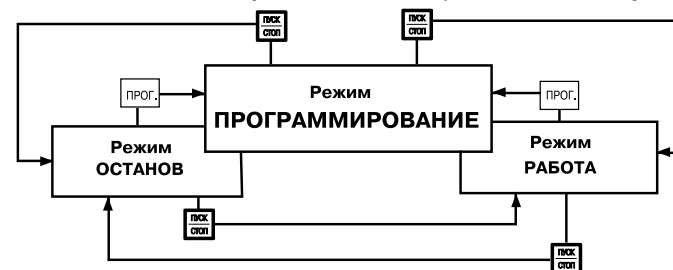 ПУСК
СТОП
ПУСК
СТОП
Режим
ПРОГРАММИРОВАНИЕ
ПРОГ.
ПРОГ.
Режим
ОСТАНОВ
Режим
РАБОТА
ПУСК
СТОП
ПУСК
СТОП